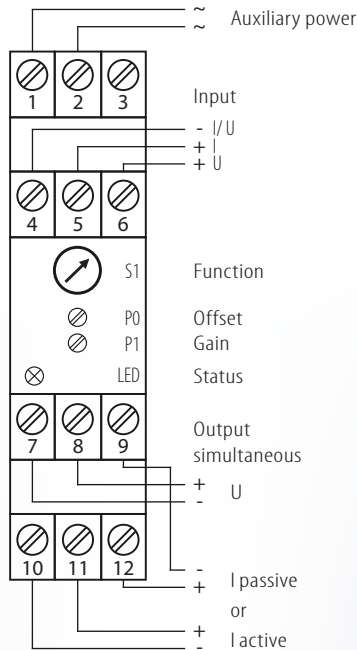 ~ Auxiliary power
~
1 2 3
Input
- I/U
+ I
+ U
4 5 6
S1 Function
P0 Offset
P1 Gain
LED Status
7 8 9
Output
simultaneous
+
- U
10 11 12
-
+ I passive
or
+
- I active